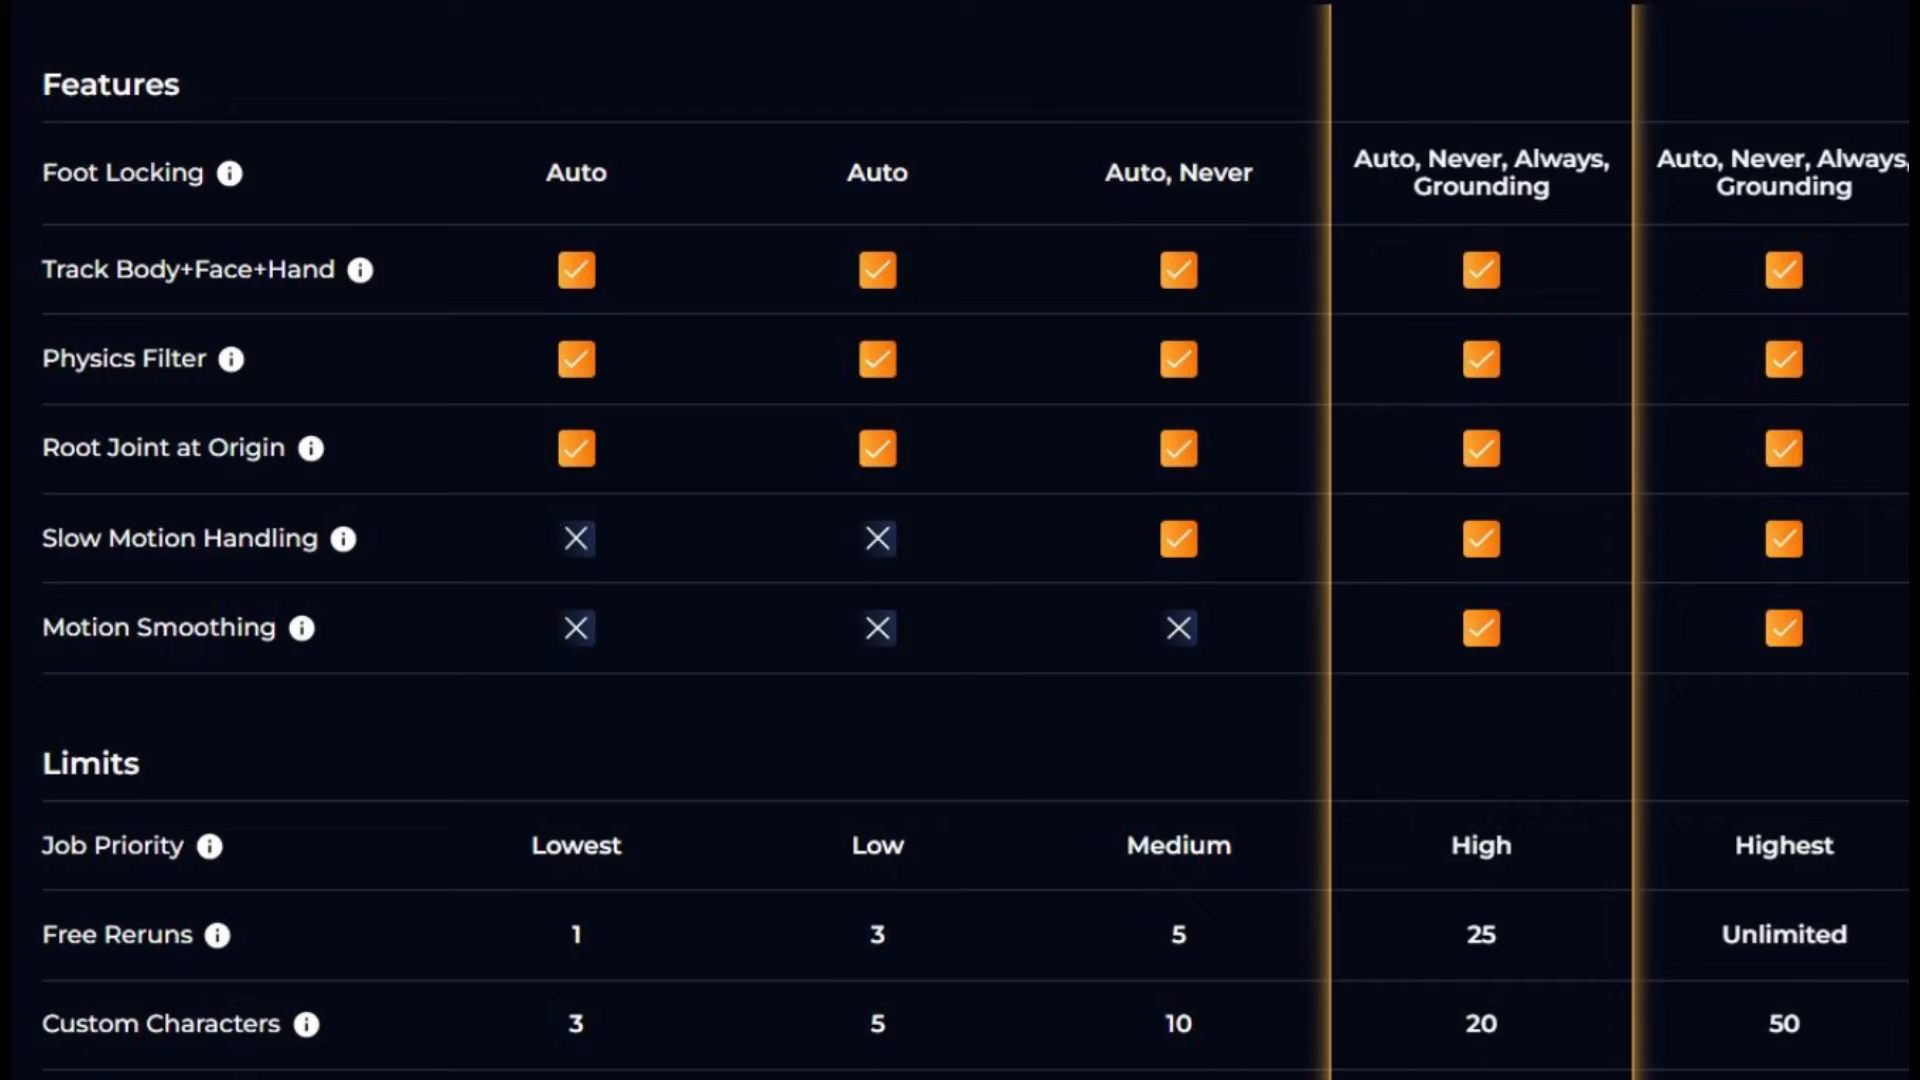 Features
Foot Locking Auto Auto Auto, Never Auto, Never, Always, Grounding Auto, Never, Always, Grounding
Track Body+Face+Hand
Physics Filter
Root Joint at Origin
Slow Motion Handling
Motion Smoothing
Limits
Job Priority Lowest Low Medium High Highest
Free Reruns 1 3 5 25 Unlimited
Custom Characters 3 5 10 20 50